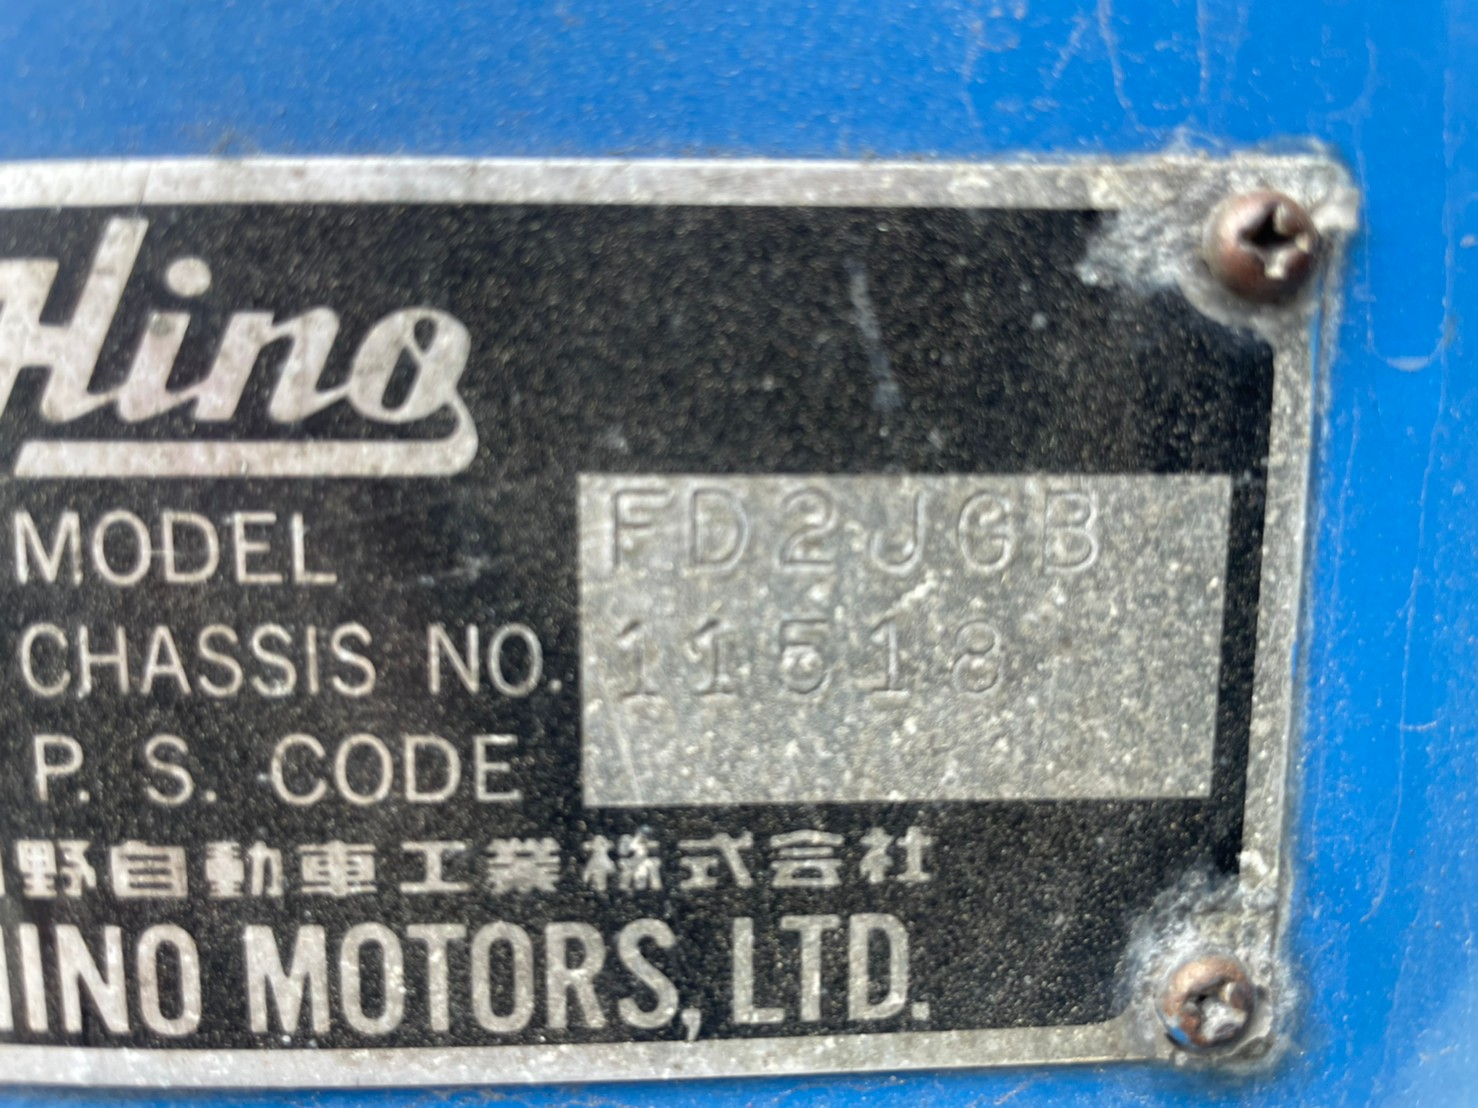 Hino
MODEL FD2JGB
CHASSIS NO. 11518
P. S. CODE
野自動車工業株式会社
HINO MOTORS, LTD.